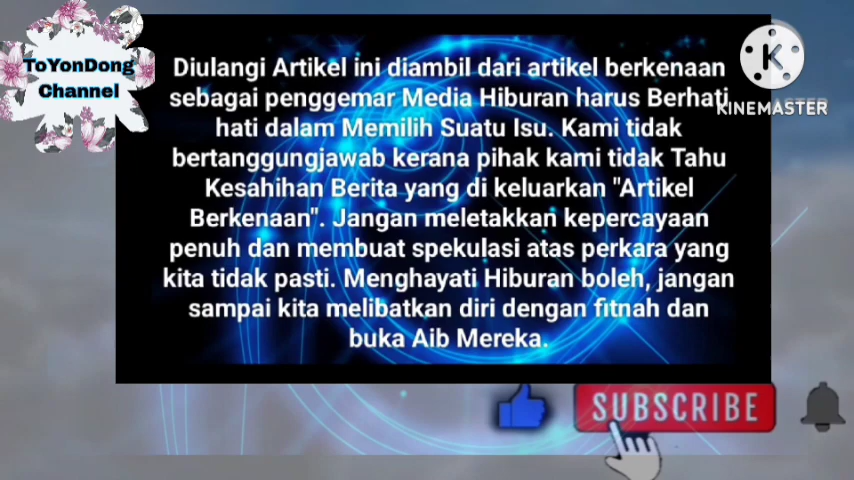 ToYonDong
Channel
K
KINEMASTER
Diulangi Artikel ini diambil dari artikel berkenaan
sebagai penggemar Media Hiburan harus Berhati
hati dalam Memilih Suatu Isu. Kami tidak
bertanggungjawab kerana pihak kami tidak Tahu
Kesahihan Berita yang di keluarkan "Artikel
Berkenaan". Jangan meletakkan kepercayaan
penuh dan membuat spekulasi atas perkara yang
kita tidak pasti. Menghayati Hiburan boleh, jangan
sampai kita melibatkan diri dengan fitnah dan
buka Aib Mereka.
SUBSCRIBE